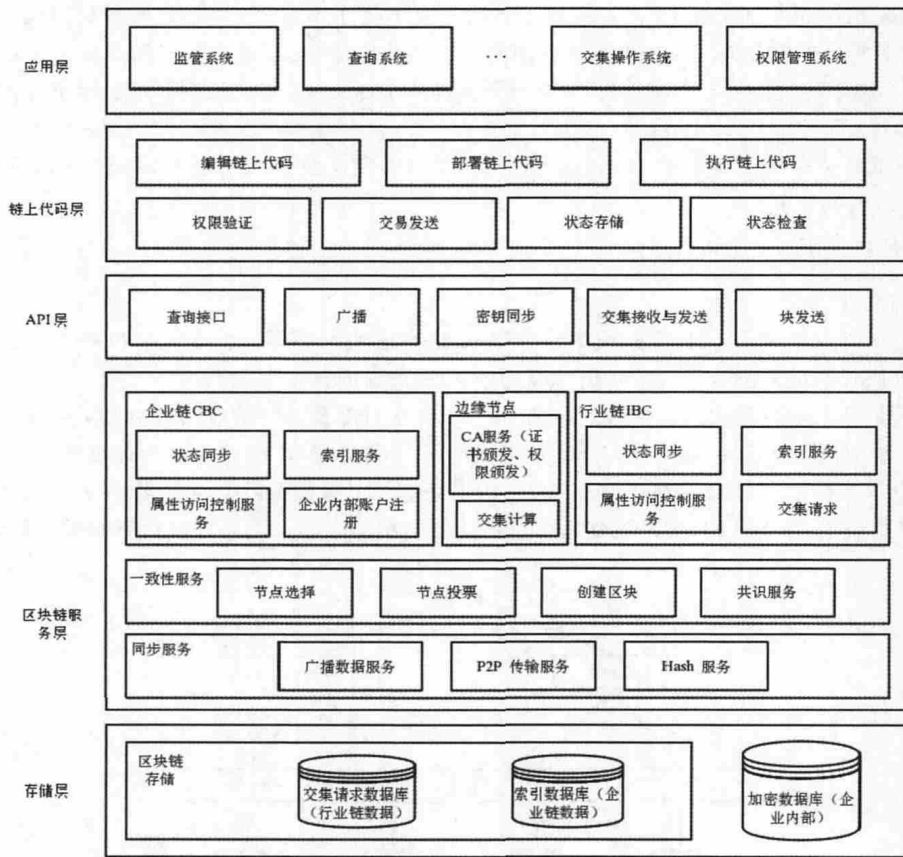 应用层
监管系统
查询系统
...
交集操作系统
权限管理系统
链上代码层
编辑链上代码
部署链上代码
执行链上代码
权限验证
交易发送
状态存储
状态检查
API 层
查询接口
广播
密钥同步
交集接收与发送
块发送
区块链服
务层
企业链CBC
状态同步
索引服务
属性访问控制服
务
企业内部账户注
册
边缘节点
CA服务（证
书颁发、权
限颁发）
交集计算
行业链IBC
状态同步
索引服务
属性访问控制服
务
交集请求
一致性服务
节点选择
节点投票
创建区块
共识服务
同步服务
广播数据服务
P2P 传输服务
Hash 服务
存储层
区块链
存储
交集请求数据库
（行业链数据）
索引数据库（企
业链数据）
加密数据库（企
业内部）